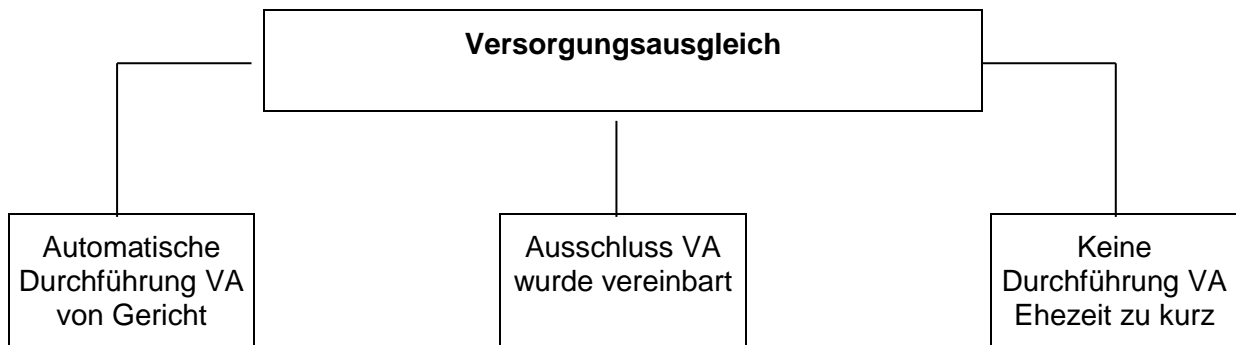 Versorgungsausgleich
Automatische
Durchführung VA
von Gericht
Ausschluss VA
wurde vereinbart
Keine
Durchführung VA
Ehezeit zu kurz